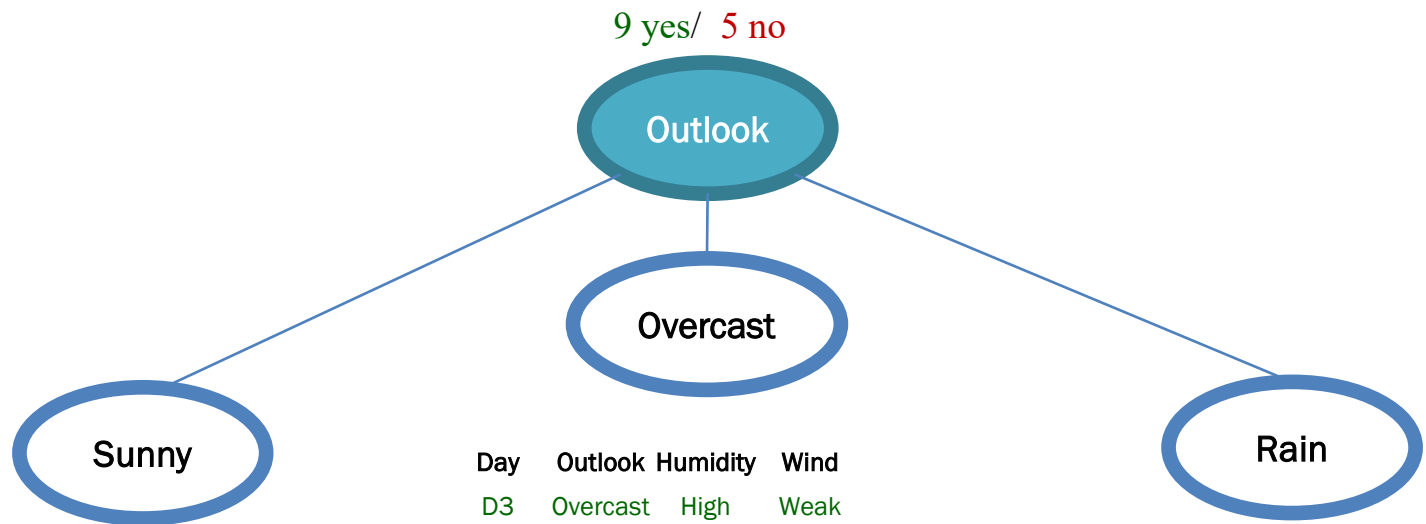 9 yes/ 5 no
Outlook
Overcast
Sunny
Rain
Day Outlook Humidity Wind
D3 Overcast High Weak